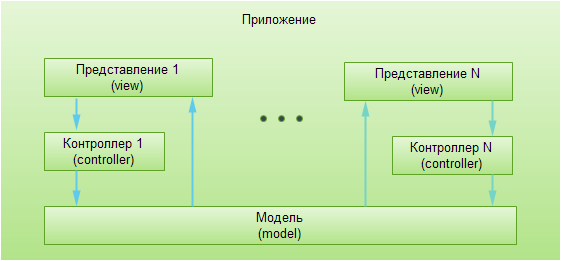 Приложение
Представление 1
(view)
Представление N
(view)
Контроллер 1
(controller)
Контроллер N
(controller)
Модель
(model)